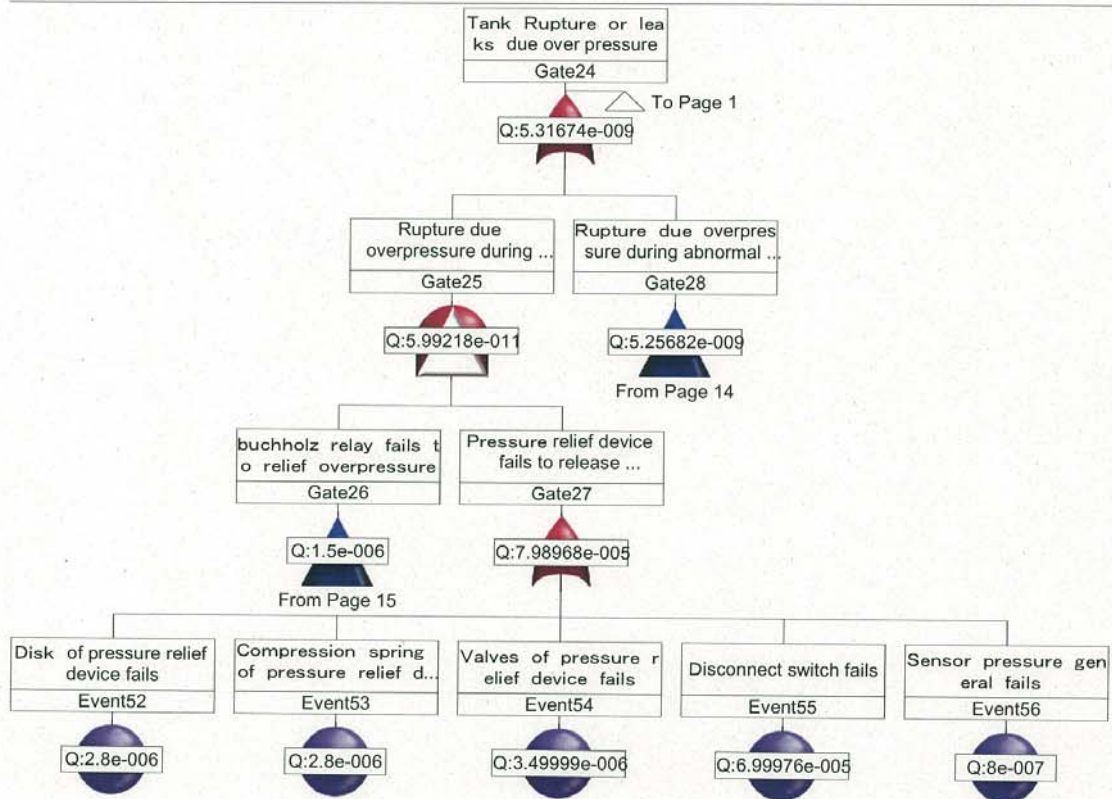 Tank Rupture or lea
ks due over pressure
Gate24
To Page 1
Q:5.31674e-009
Rupture due
overpressure during ...
Gate25
Q:5.99218e-011
Rupture due overpres
sure during abnormal ...
Gate28
Q:5.25682e-009
From Page 14
buchholz relay fails t
o relief overpressure
Gate26
Q:1.5e-006
From Page 15
Pressure relief device
fails to release ...
Gate27
Q:7.98968e-005
Disk of pressure relief
device fails
Event52
Q:2.8e-006
Compression spring
of pressure relief d...
Event53
Q:2.8e-006
Valves of pressure r
elief device fails
Event54
Q:3.49999e-006
Disconnect switch fails
Event55
Q:6.99976e-005
Sensor pressure gen
eral fails
Event56
Q:8e-007